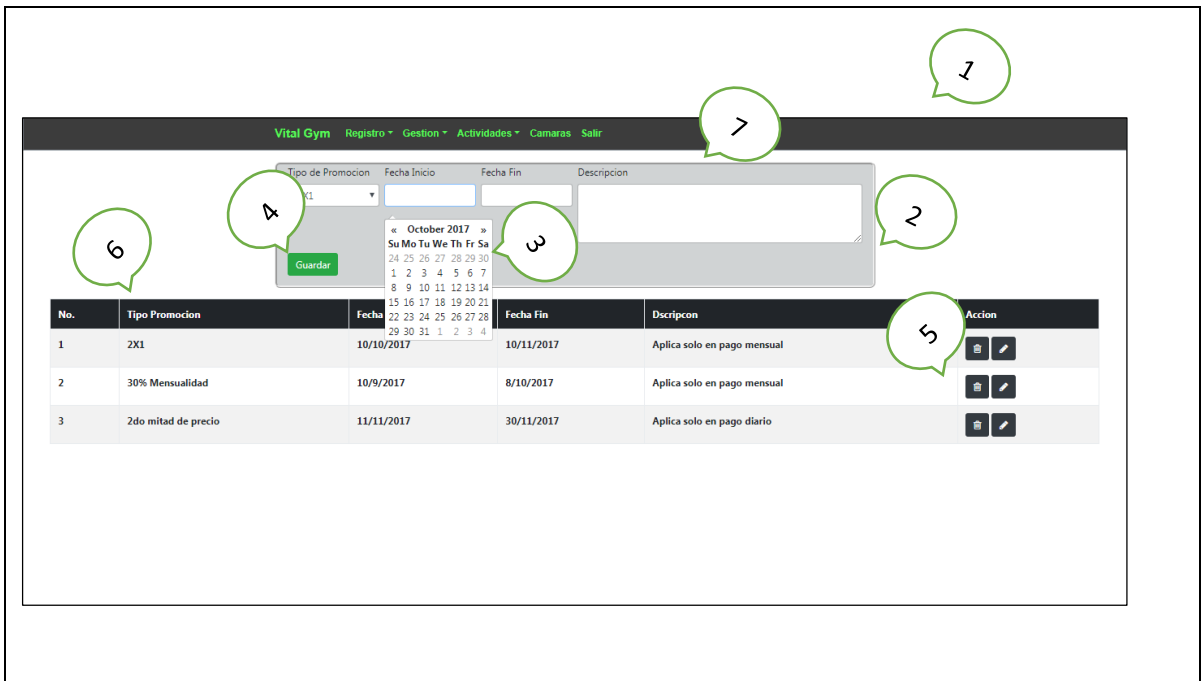 1
7
Vital Gym Registro Gestion Actividades Camaras Salir
Tipo de Promocion Fecha Inicio Fecha Fin Descripcion
X1
4
2
6
3
« October 2017 »
Su Mo Tu We Th Fr Sa
24 25 26 27 28 29 30
1 2 3 4 5 6 7
8 9 10 11 12 13 14
15 16 17 18 19 20 21
22 23 24 25 26 27 28
29 30 31 1 2 3 4
Guardar
5
No. Tipo Promocion Fecha Fecha Fin Dscripcon Accion
1 2X1 10/10/2017 10/11/2017 Aplica solo en pago mensual
2 30% Mensualidad 10/9/2017 8/10/2017 Aplica solo en pago mensual
3 2do mitad de precio 11/11/2017 30/11/2017 Aplica solo en pago diario